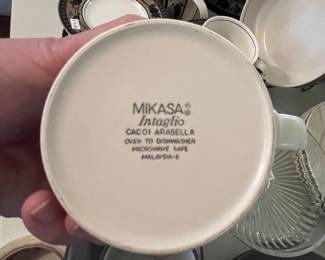 MIKASA®
Intaglio
CAC01 ARABELLA
OVEN TO DISHWASHER
MICROWAVE SAFE
MALAYSIA-E